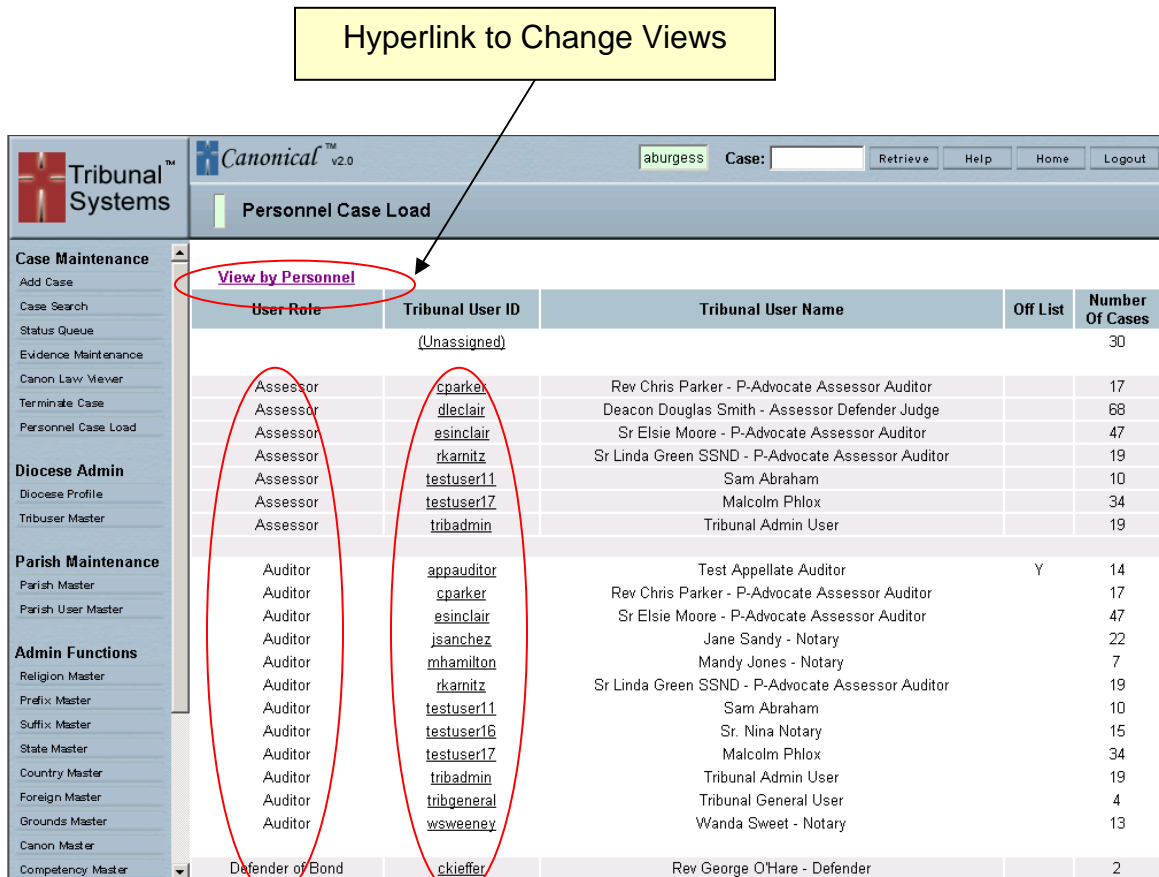 Hyperlink to Change Views
Tribunal™
Systems
Canonical™ v2.0
aburgess Case: Retrieve Help Home Logout
Personnel Case Load
Case Maintenance
Add Case
Case Search
Status Queue
Evidence Maintenance
Canon Law Viewer
Terminate Case
Personnel Case Load
Diocese Admin
Diocese Profile
Tribuser Master
Parish Maintenance
Parish Master
Parish User Master
Admin Functions
Religion Master
Prefix Master
Suffix Master
State Master
Country Master
Foreign Master
Grounds Master
Canon Master
Competency Master
View by Personnel
User Role Tribunal User ID Tribunal User Name Off List Number Of Cases
(Unassigned) 30
Assessor cparker Rev Chris Parker - P-Advocate Assessor Auditor 17
Assessor dleclair Deacon Douglas Smith - Assessor Defender Judge 68
Assessor esinclair Sr Elsie Moore - P-Advocate Assessor Auditor 47
Assessor rkarnitz Sr Linda Green SSND - P-Advocate Assessor Auditor 19
Assessor testuser11 Sam Abraham 10
Assessor testuser17 Malcolm Phlox 34
Assessor tribadmin Tribunal Admin User 19
Auditor appauditor Test Appellate Auditor Y 14
Auditor cparker Rev Chris Parker - P-Advocate Assessor Auditor 17
Auditor esinclair Sr Elsie Moore - P-Advocate Assessor Auditor 47
Auditor jsanchez Jane Sandy - Notary 22
Auditor mhamilton Mandy Jones - Notary 7
Auditor rkarnitz Sr Linda Green SSND - P-Advocate Assessor Auditor 19
Auditor testuser11 Sam Abraham 10
Auditor testuser16 Sr. Nina Notary 15
Auditor testuser17 Malcolm Phlox 34
Auditor tribadmin Tribunal Admin User 19
Auditor tribgeneral Tribunal General User 4
Auditor wsweeney Wanda Sweet - Notary 13
Defender of Bond ckieffer Rev George O'Hare - Defender 2